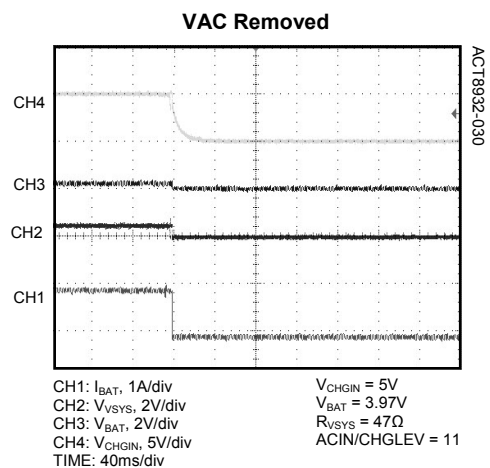 VAC Removed
ACT8932-030
CH4
CH3
CH2
CH1
CH1: IBAT, 1A/div
CH2: VVSYS, 2V/div
CH3: VBAT, 2V/div
CH4: VCHGIN, 5V/div
TIME: 40ms/div
VCHGIN = 5V
VBAT = 3.97V
RVSYS = 47Ω
ACIN/CHGLEV = 11